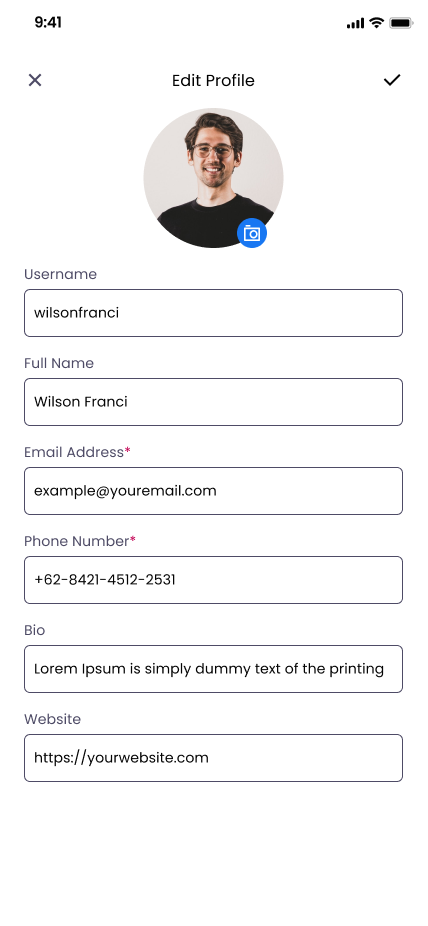 9:41
Edit Profile
Username
wilsonfranci
Full Name
Wilson Franci
Email Address*
example@youremail.com
Phone Number*
+62-8421-4512-2531
Bio
Lorem Ipsum is simply dummy text of the printing
Website
https://yourwebsite.com